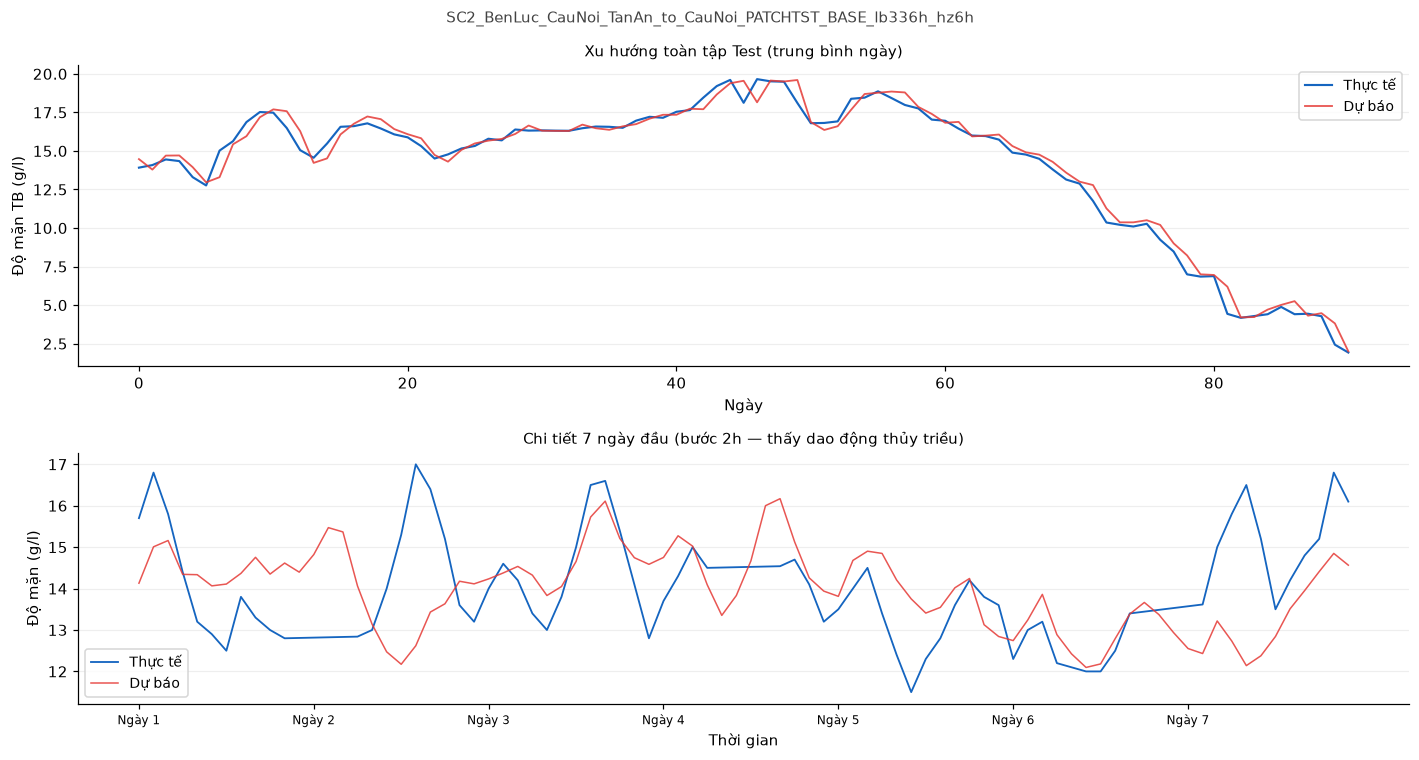 SC2_BenLuc_CauNoi_TanAn_to_CauNoi_PATCHTST_BASE_lb336h_hz6h
Xu hướng toàn tập Test (trung bình ngày)
Độ mặn TB (g/l)
20.0
17.5
15.0
12.5
10.0
7.5
5.0
2.5
Thực tế
Dự báo
0
20
40
60
80
Ngày
Chi tiết 7 ngày đầu (bước 2h — thấy dao động thủy triều)
Độ mặn (g/l)
17
16
15
14
13
12
Thực tế
Dự báo
Ngày 1
Ngày 2
Ngày 3
Ngày 4
Ngày 5
Ngày 6
Ngày 7
Thời gian